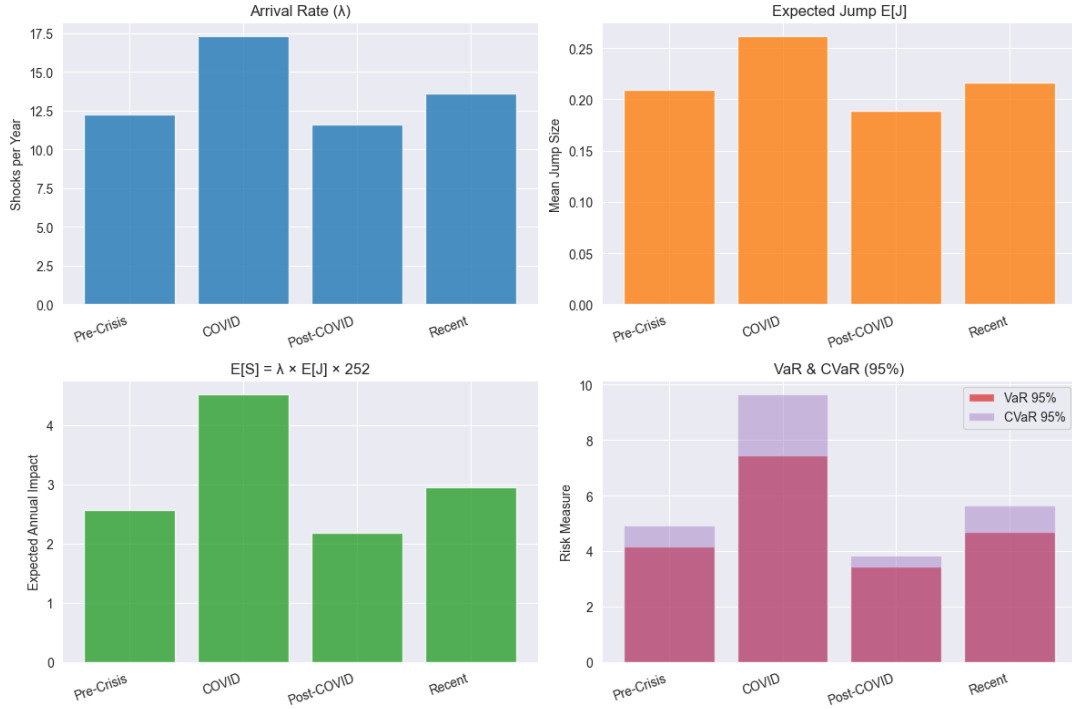 Arrival Rate (λ)
Shocks per Year
17.5
15.0
12.5
10.0
7.5
5.0
2.5
0.0
Pre-Crisis
COVID
Post-COVID
Recent
Expected Jump E[J]
Mean Jump Size
0.25
0.20
0.15
0.10
0.05
0.00
Pre-Crisis
COVID
Post-COVID
Recent
E[S] = λ × E[J] × 252
Expected Annual Impact
4
3
2
1
0
Pre-Crisis
COVID
Post-COVID
Recent
VaR & CVaR (95%)
Risk Measure
10
8
6
4
2
0
VaR 95%
CVaR 95%
Pre-Crisis
COVID
Post-COVID
Recent